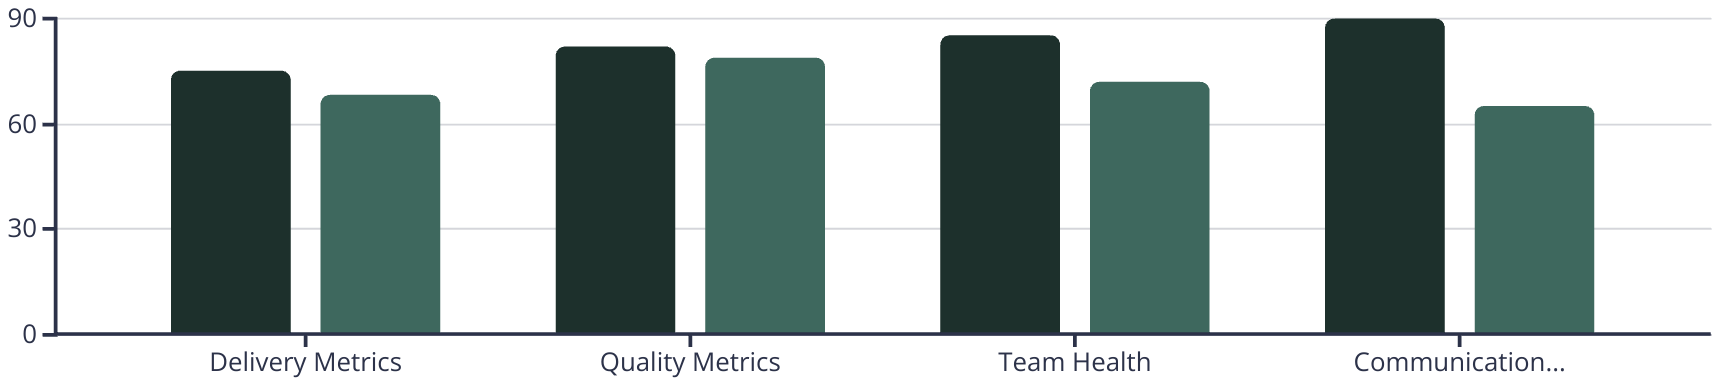 90
60
30
0
Delivery Metrics
Quality Metrics
Team Health
Communication...